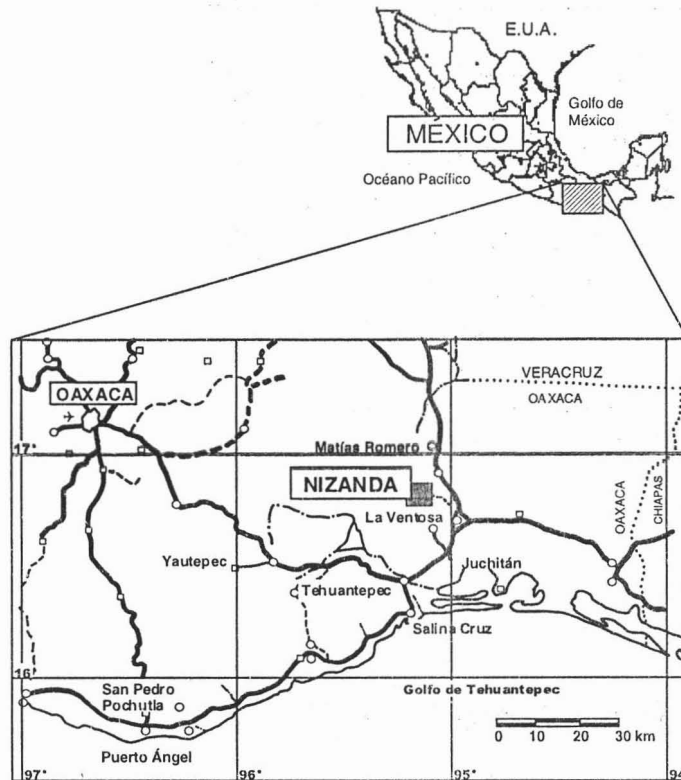 E.U.A.
Golfo de
México
MÉXICO
Océano Pacífico
VERACRUZ
OAXACA
OAXACA
Matías Romero
17°
NIZANDA
OAXACA
CHIAPAS
La Ventosa
Yautepec
Juchitán
Tehuantepec
Salina Cruz
16
San Pedro
Pochutla
Golfo de Tehuantepec
Puerto Ángel
0 10 20 30 km
97°
96°
95°
94